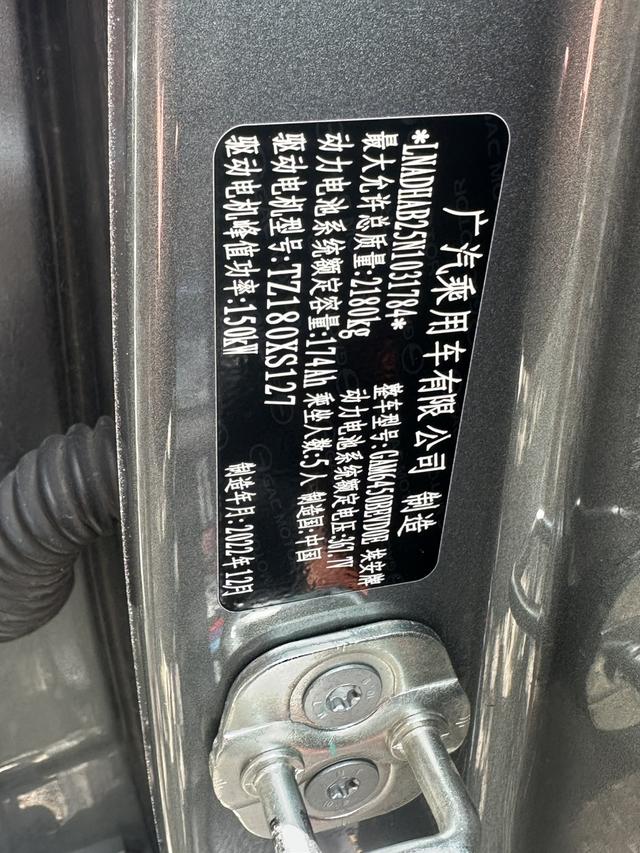 广汽乘用车有限公司 制造
*LNADHAB25N1031784* 整车型号:GAM6450BEVD0E 埃安牌
最大允许总质量:2180kg 动力电池系统额定电压:367.7V
动力电池系统额定容量:174Ah 乘坐人数:5人 制造国:中国
驱动电机型号:TZ180XS127
驱动电机峰值功率:150kW 制造年月:2022年12月
GAC MOTOR